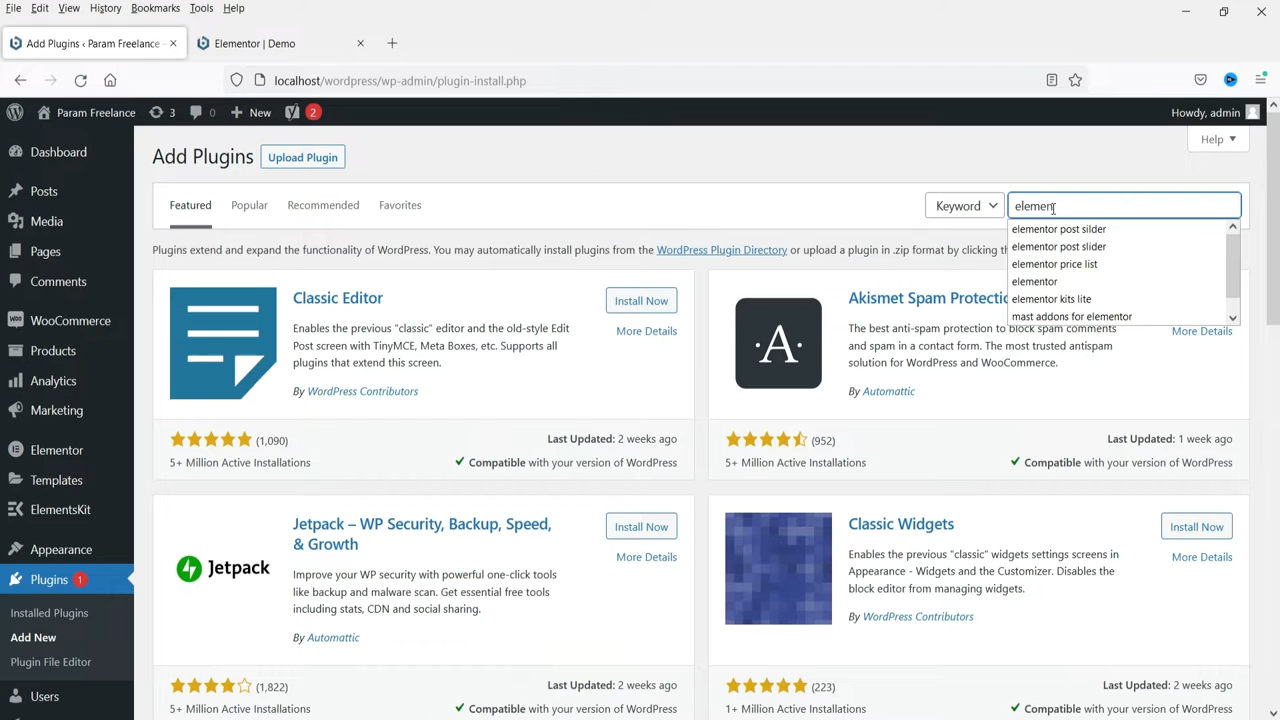 File Edit View History Bookmarks Tools Help
Add Plugins ‹ Param Freelance -
Elementor | Demo
localhost/wordpress/wp-admin/plugin-install.php
Param Freelance 3 0 New 2 Howdy, admin
Dashboard
Posts
Media
Pages
Comments
WooCommerce
Products
Analytics
Marketing
Elementor
Templates
ElementsKit
Appearance
Plugins 1
Installed Plugins
Add New
Plugin File Editor
Users
Help
Add Plugins Upload Plugin
Featured Popular Recommended Favorites Keyword elemen
elementor post silder
elementor post silder
elementor price list
elementor
elementor kits lite
mast addons for elementor
Plugins extend and expand the functionality of WordPress. You may automatically install plugins from the WordPress Plugin Directory or upload a plugin in .zip format by clicking the
Classic Editor
Install Now
More Details
Enables the previous "classic" editor and the old-style Edit
Post screen with TinyMCE, Meta Boxes, etc. Supports all
plugins that extend this screen.
By WordPress Contributors
(1,090)
Last Updated: 2 weeks ago
5+ Million Active Installations
Compatible with your version of WordPress
Akismet Spam Protectio
More Details
The best anti-spam protection to block spam comments
and spam in a contact form. The most trusted antispam
solution for WordPress and WooCommerce.
By Automattic
(952)
Last Updated: 1 week ago
5+ Million Active Installations
Compatible with your version of WordPress
Jetpack
Jetpack – WP Security, Backup, Speed,
& Growth
Install Now
More Details
Improve your WP security with powerful one-click tools
like backup and malware scan. Get essential free tools
including stats, CDN and social sharing.
By Automattic
(1,822)
Last Updated: 2 weeks ago
5+ Million Active Installations
Compatible with your version of WordPress
Classic Widgets
Install Now
More Details
Enables the previous "classic" widgets settings screens in
Appearance - Widgets and the Customizer. Disables the
block editor from managing widgets.
By WordPress Contributors
(223)
Last Updated: 2 weeks ago
1+ Million Active Installations
Compatible with your version of WordPress